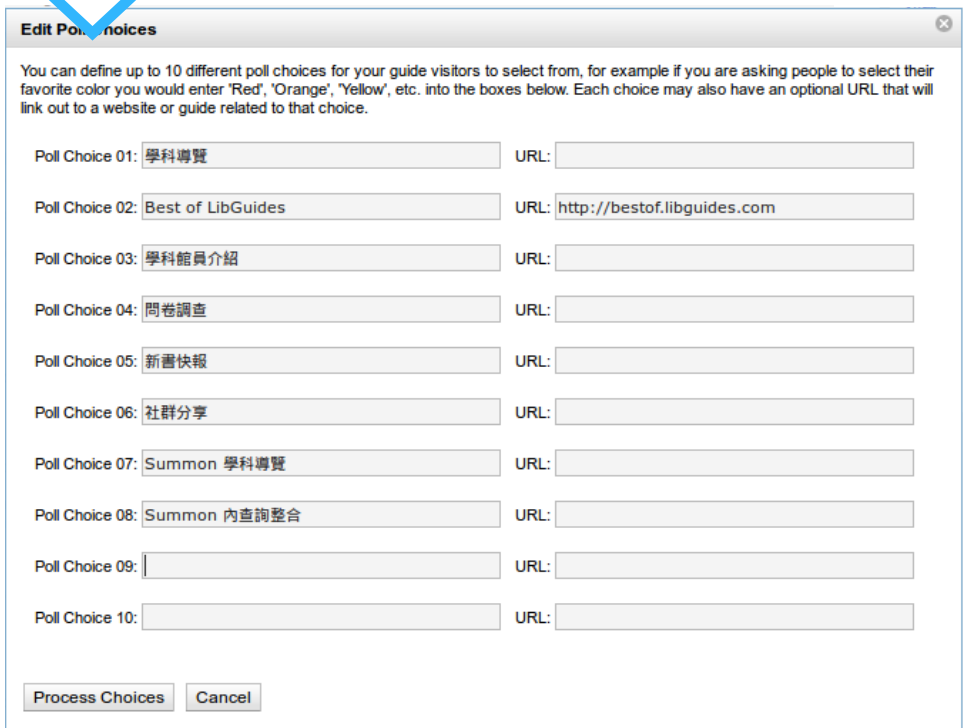 Edit Poll Choices
You can define up to 10 different poll choices for your guide visitors to select from, for example if you are asking people to select their
favorite color you would enter 'Red', 'Orange', 'Yellow', etc. into the boxes below. Each choice may also have an optional URL that will
link out to a website or guide related to that choice.
Poll Choice 01: 學科導覽 URL:
Poll Choice 02: Best of LibGuides URL: http://bestof.libguides.com
Poll Choice 03: 學科館員介紹 URL:
Poll Choice 04: 問卷調查 URL:
Poll Choice 05: 新書快報 URL:
Poll Choice 06: 社群分享 URL:
Poll Choice 07: Summon 學科導覽 URL:
Poll Choice 08: Summon 內查詢整合 URL:
Poll Choice 09: URL:
Poll Choice 10: URL:
Process Choices Cancel